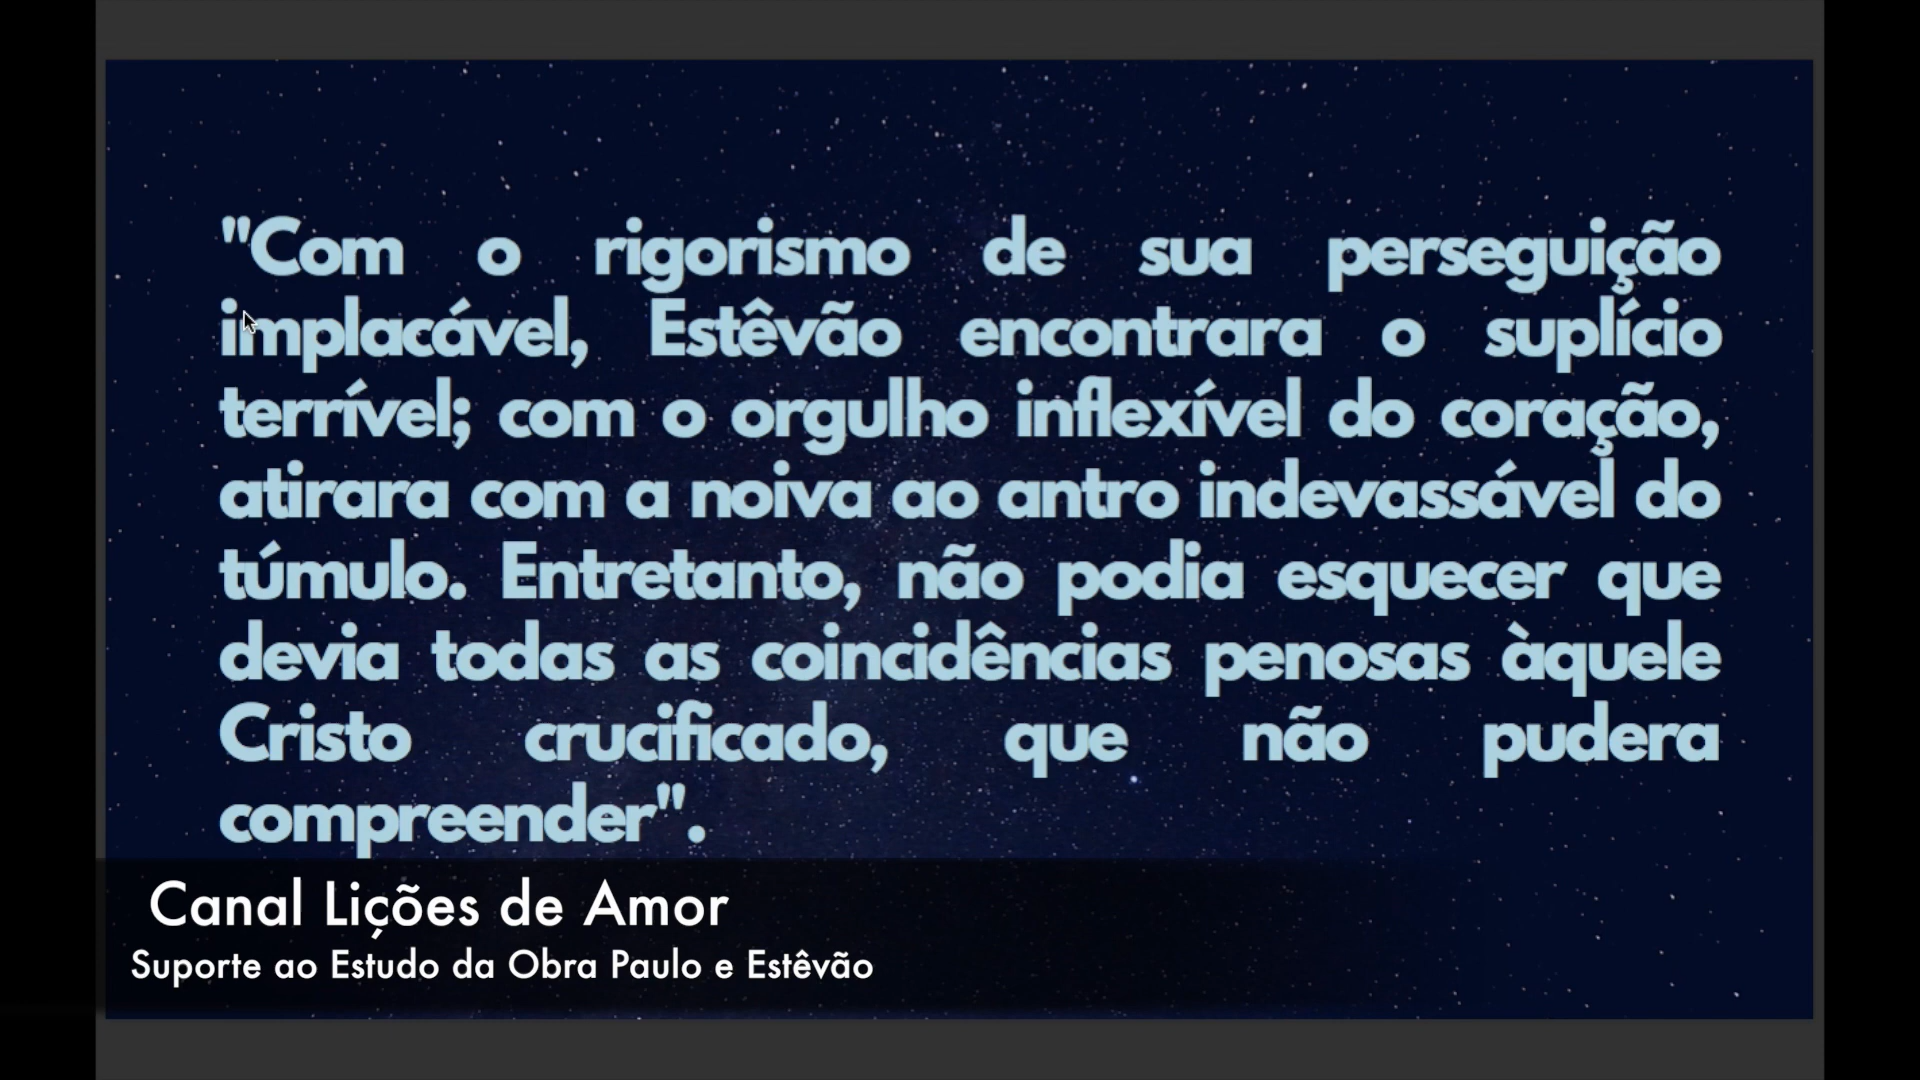 "Com o rigorismo de sua perseguição
implacável, Estêvão encontrara o suplício
terrível; com o orgulho inflexível do coração,
atirara com a noiva ao antro indevassável do
túmulo. Entretanto, não podia esquecer que
devia todas as coincidências penosas àquele
Cristo crucificado, que não pudera
compreender".
Canal Lições de Amor
Suporte ao Estudo da Obra Paulo e Estêvão